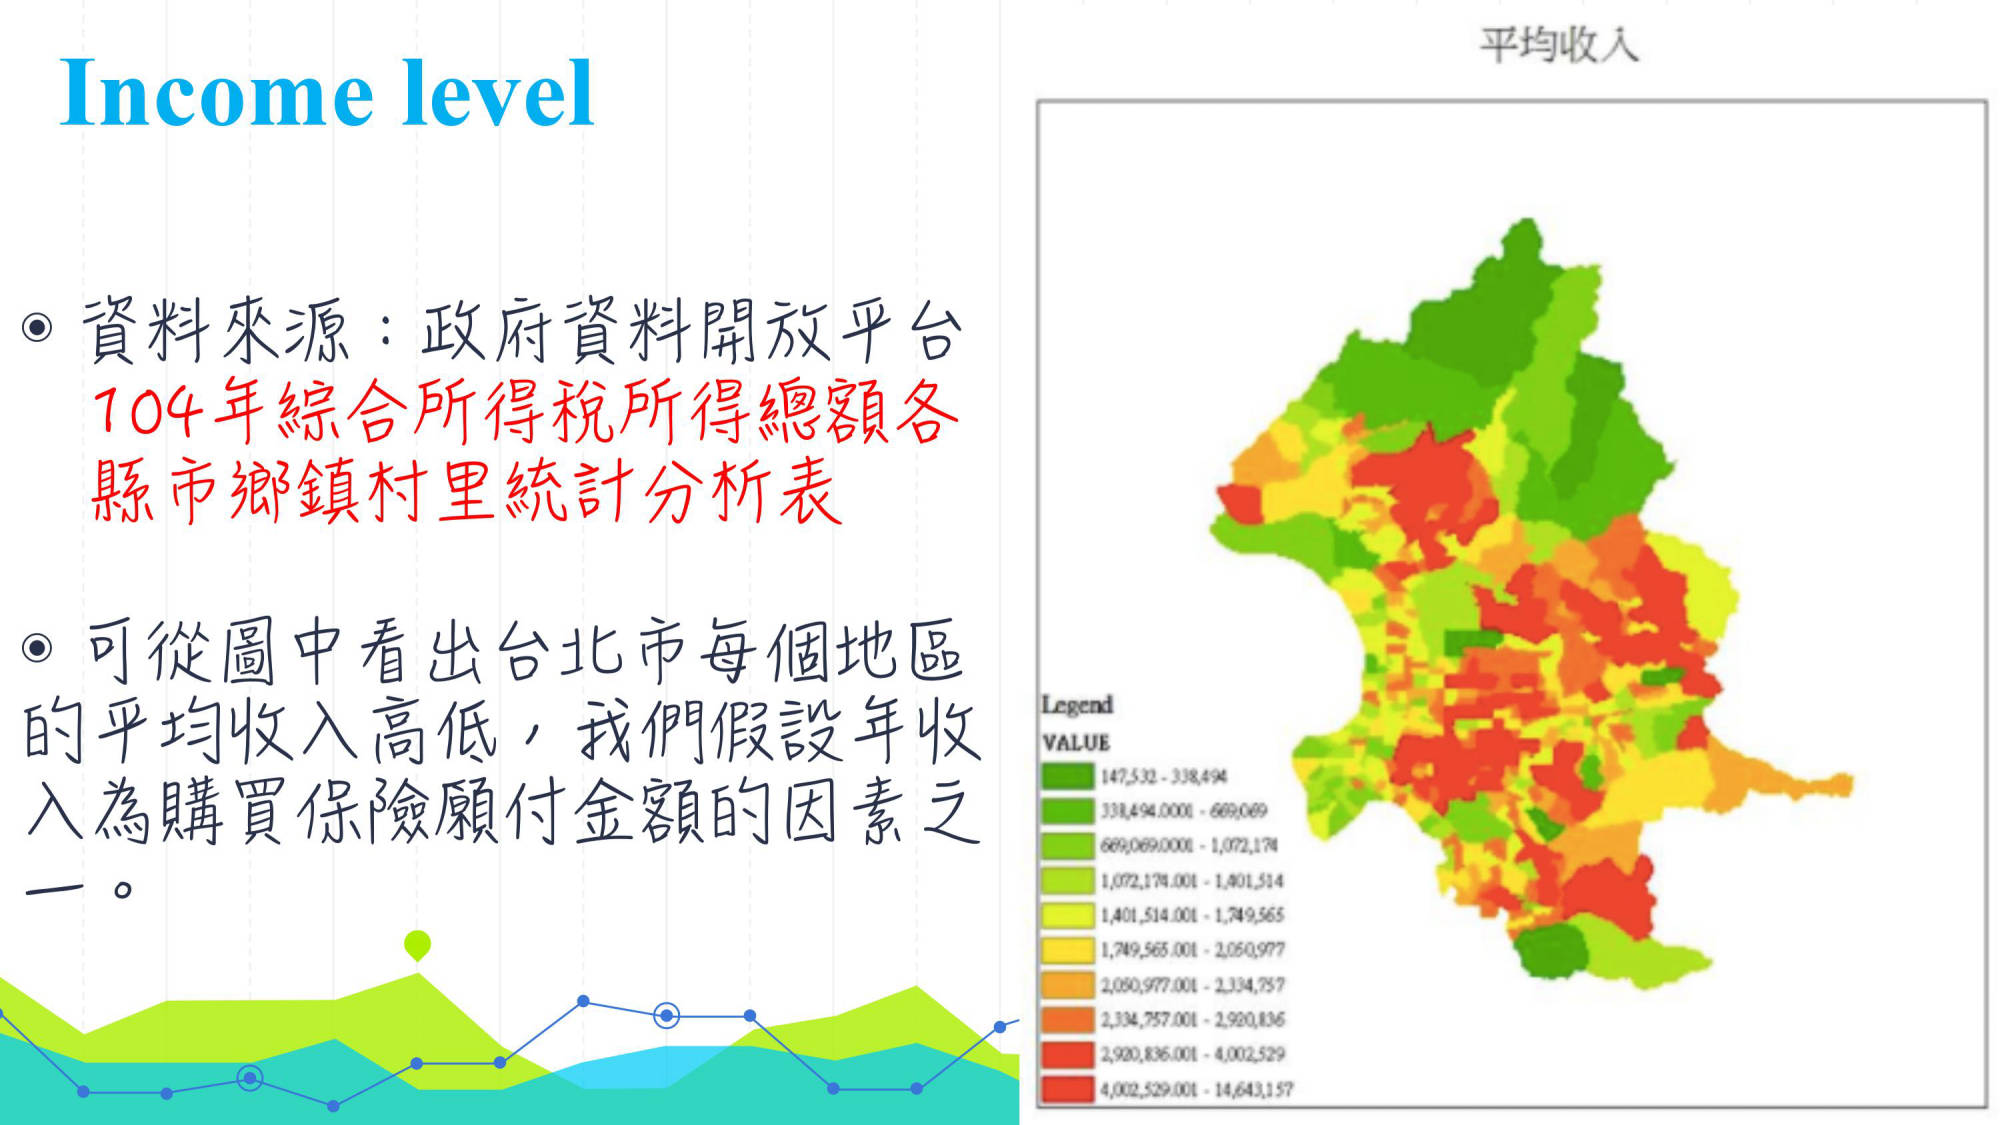 Income level
資料來源：政府資料開放平台
104年綜合所得稅所得總額各
縣市鄉鎮村里統計分析表
可從圖中看出台北市每個地區
的平均收入高低，我們假設年收
入為購買保險願付金額的因素之
一。
平均收入
Legend
VALUE
147,532 - 338,494
338,494.0001 - 669,069
669,069.0001 - 1,072,174
1,072,174.001 - 1,401,514
1,401,514.001 - 1,749,565
1,749,565.001 - 2,050,977
2,050,977.001 - 2,334,757
2,334,757.001 - 2,920,836
2,920,836.001 - 4,002,529
4,002,529.001 - 14,643,157